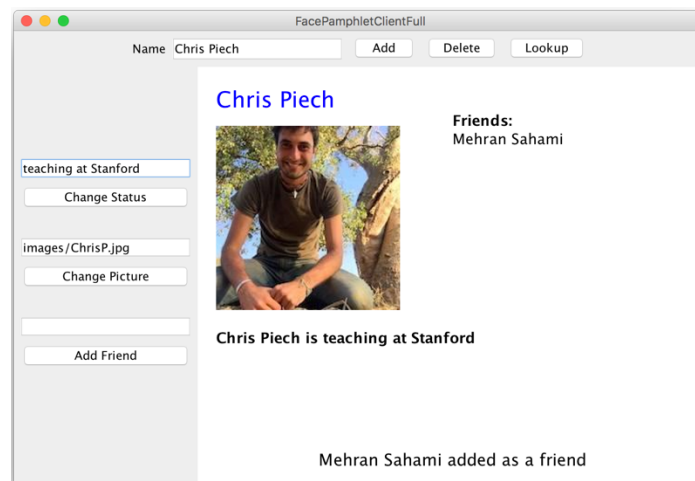 FacePamphletClientFull
Name Chris Piech Add Delete Lookup
Chris Piech
Friends:
Mehran Sahami
teaching at Stanford
Change Status
images/ChrisP.jpg
Change Picture
Add Friend
Chris Piech is teaching at Stanford
Mehran Sahami added as a friend